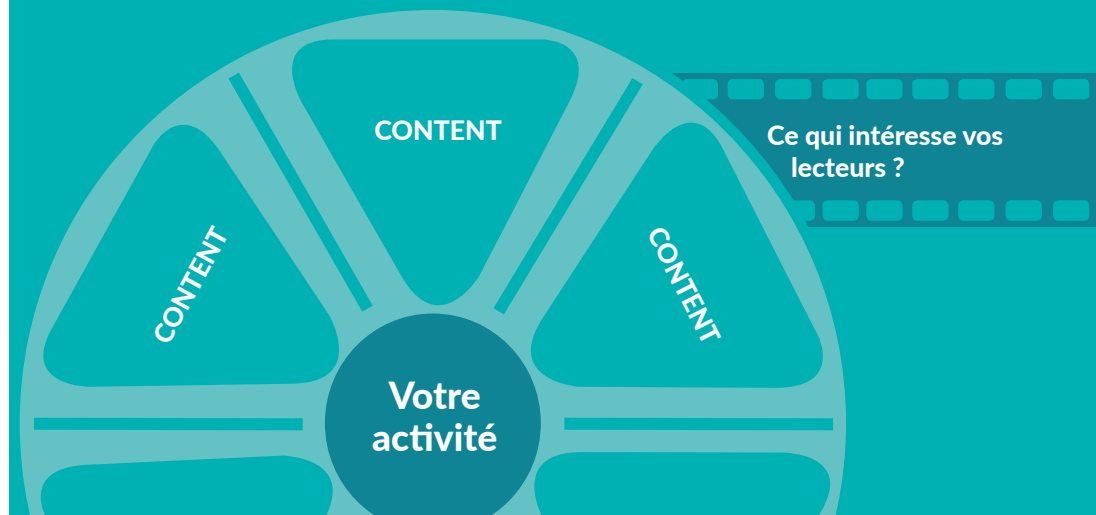 CONTENT
Ce qui intéresse vos
lecteurs ?
CONTENT
CONTENT
Votre
activité